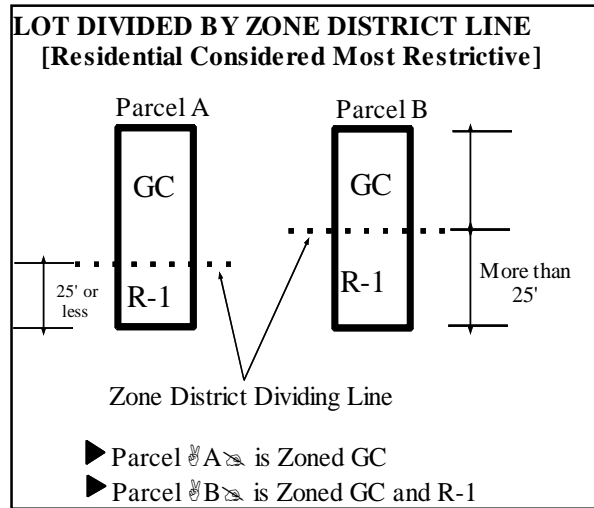 LOT DIVIDED BY ZONE DISTRICT LINE
[Residential Considered Most Restrictive]
Parcel A
Parcel B
GC
GC
R-1
R-1
25' or
less
More than
25'
Zone District Dividing Line
▶ Parcel ✌A✎ is Zoned GC
▶ Parcel ✌B✎ is Zoned GC and R-1